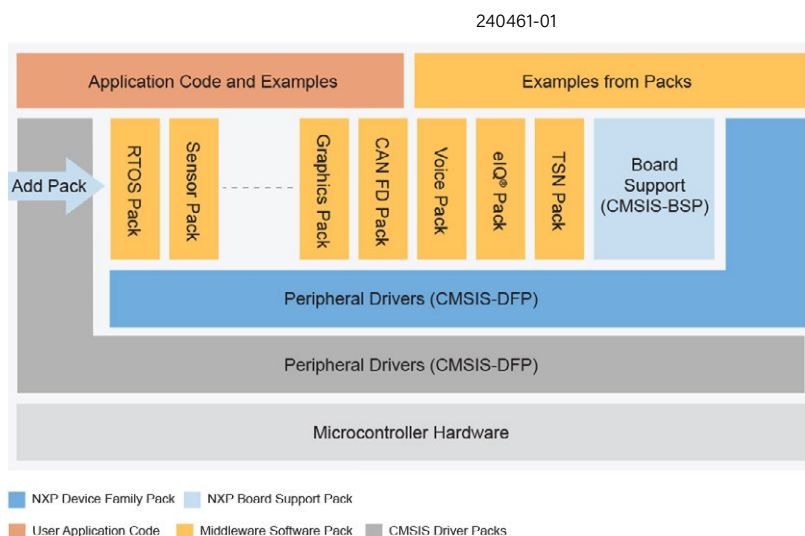 240461-01
Application Code and Examples
Examples from Packs
Add Pack
RTOS Pack
Sensor Pack
Graphics Pack
CAN FD Pack
Voice Pack
eIQ® Pack
TSN Pack
Board
Support
(CMSIS-BSP)
Peripheral Drivers (CMSIS-DFP)
Peripheral Drivers (CMSIS-DFP)
Microcontroller Hardware
NXP Device Family Pack
NXP Board Support Pack
User Application Code
Middleware Software Pack
CMSIS Driver Packs